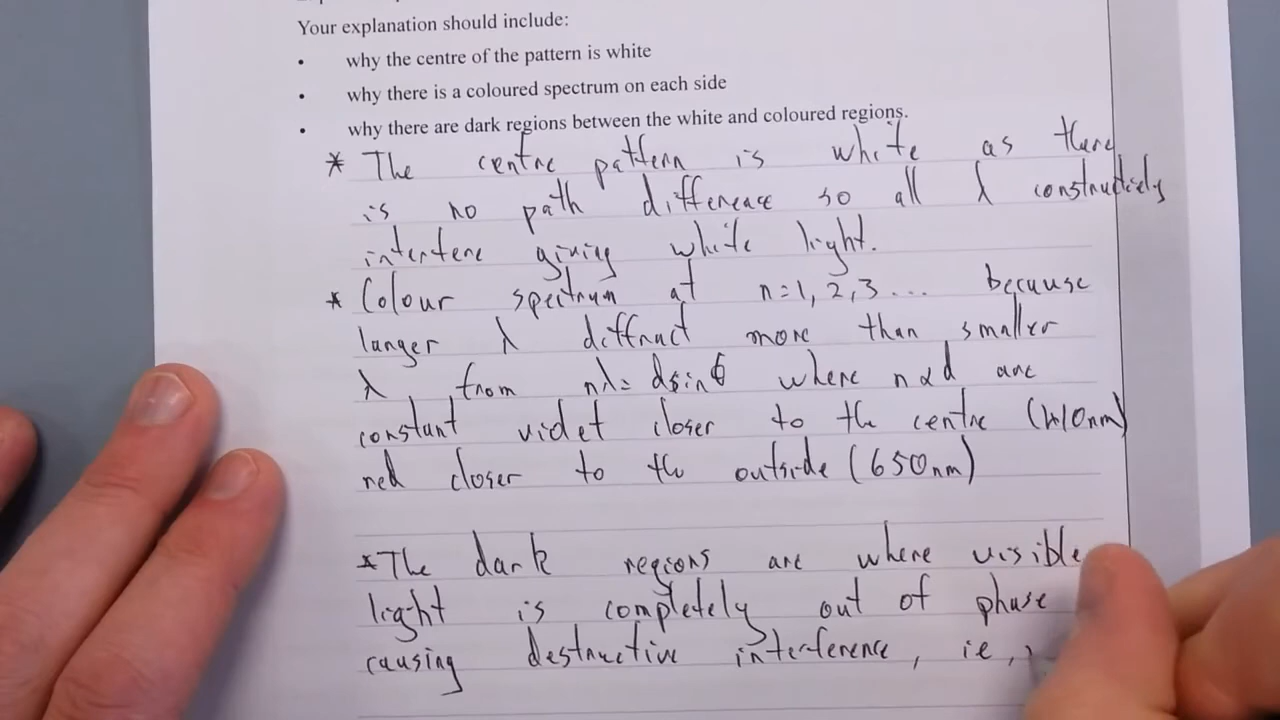 Your explanation should include:
• why the centre of the pattern is white
• why there is a coloured spectrum on each side
• why there are dark regions between the white and coloured regions.
* The centre pattern is white as there
is no path difference so all λ constructively
interfere giving white light.
* Colour spectrum at n=1, 2, 3 ... because
larger λ diffract more than smaller
λ from nλ= dsinθ where n & d are
constant violet closer to the centre (410nm)
red closer to the outside (650nm)
* The dark regions are where visible
light is completely out of phase
causing destructive interference, ie,